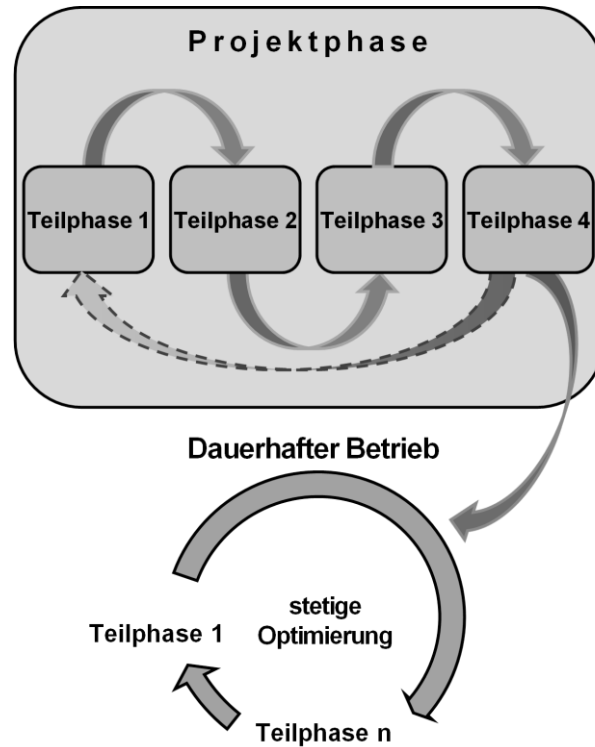 Projektphase
Teilphase 1
Teilphase 2
Teilphase 3
Teilphase 4
Dauerhafter Betrieb
stetige
Optimierung
Teilphase 1
Teilphase n